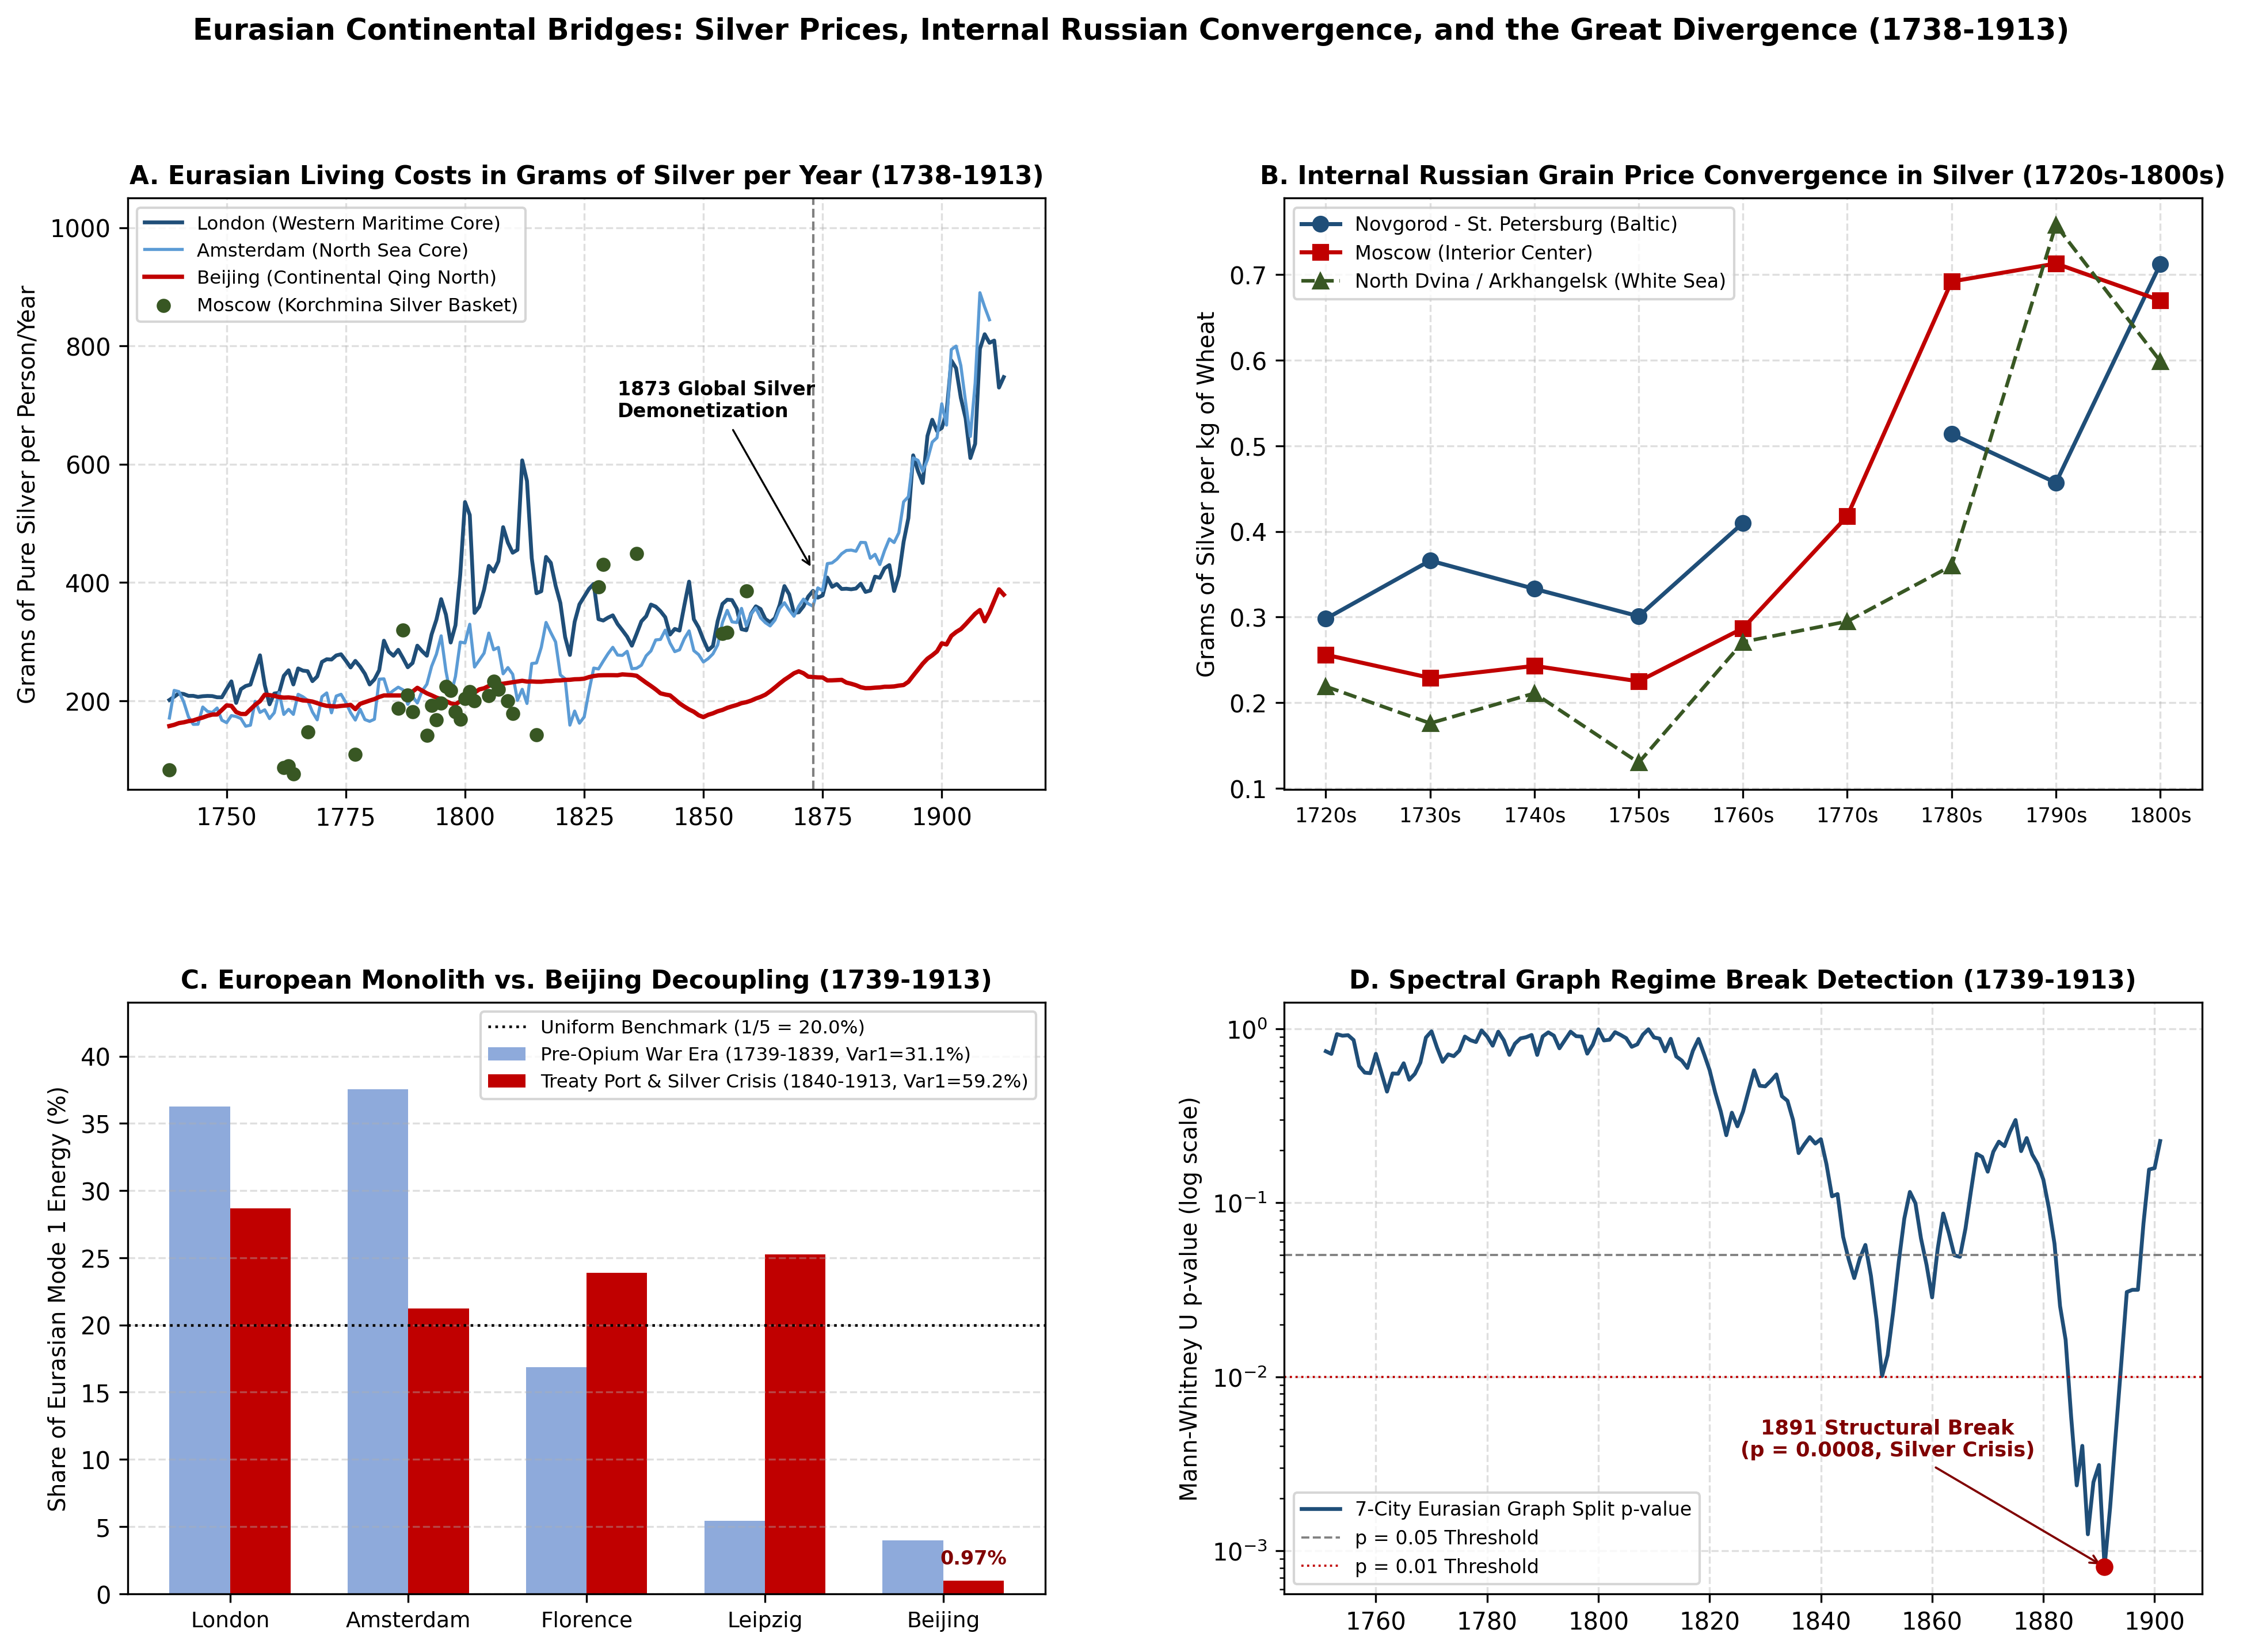 Eurasian Continental Bridges: Silver Prices, Internal Russian Convergence, and the Great Divergence (1738-1913)
A. Eurasian Living Costs in Grams of Silver per Year (1738-1913)
Grams of Pure Silver per Person/Year
1000
800
600
400
200
London (Western Maritime Core)
Amsterdam (North Sea Core)
Beijing (Continental Qing North)
Moscow (Korchmina Silver Basket)
1873 Global Silver
Demonetization
1750
1775
1800
1825
1850
1875
1900
B. Internal Russian Grain Price Convergence in Silver (1720s-1800s)
Grams of Silver per kg of Wheat
0.7
0.6
0.5
0.4
0.3
0.2
0.1
Novgorod - St. Petersburg (Baltic)
Moscow (Interior Center)
North Dvina / Arkhangelsk (White Sea)
1720s
1730s
1740s
1750s
1760s
1770s
1780s
1790s
1800s
C. European Monolith vs. Beijing Decoupling (1739-1913)
Share of Eurasian Mode 1 Energy (%)
40
35
30
25
20
15
10
5
0
Uniform Benchmark (1/5 = 20.0%)
Pre-Opium War Era (1739-1839, Var1=31.1%)
Treaty Port & Silver Crisis (1840-1913, Var1=59.2%)
0.97%
London
Amsterdam
Florence
Leipzig
Beijing
D. Spectral Graph Regime Break Detection (1739-1913)
Mann-Whitney U p-value (log scale)
10⁰
10⁻¹
10⁻²
10⁻³
1891 Structural Break
(p = 0.0008, Silver Crisis)
7-City Eurasian Graph Split p-value
p = 0.05 Threshold
p = 0.01 Threshold
1760
1780
1800
1820
1840
1860
1880
1900